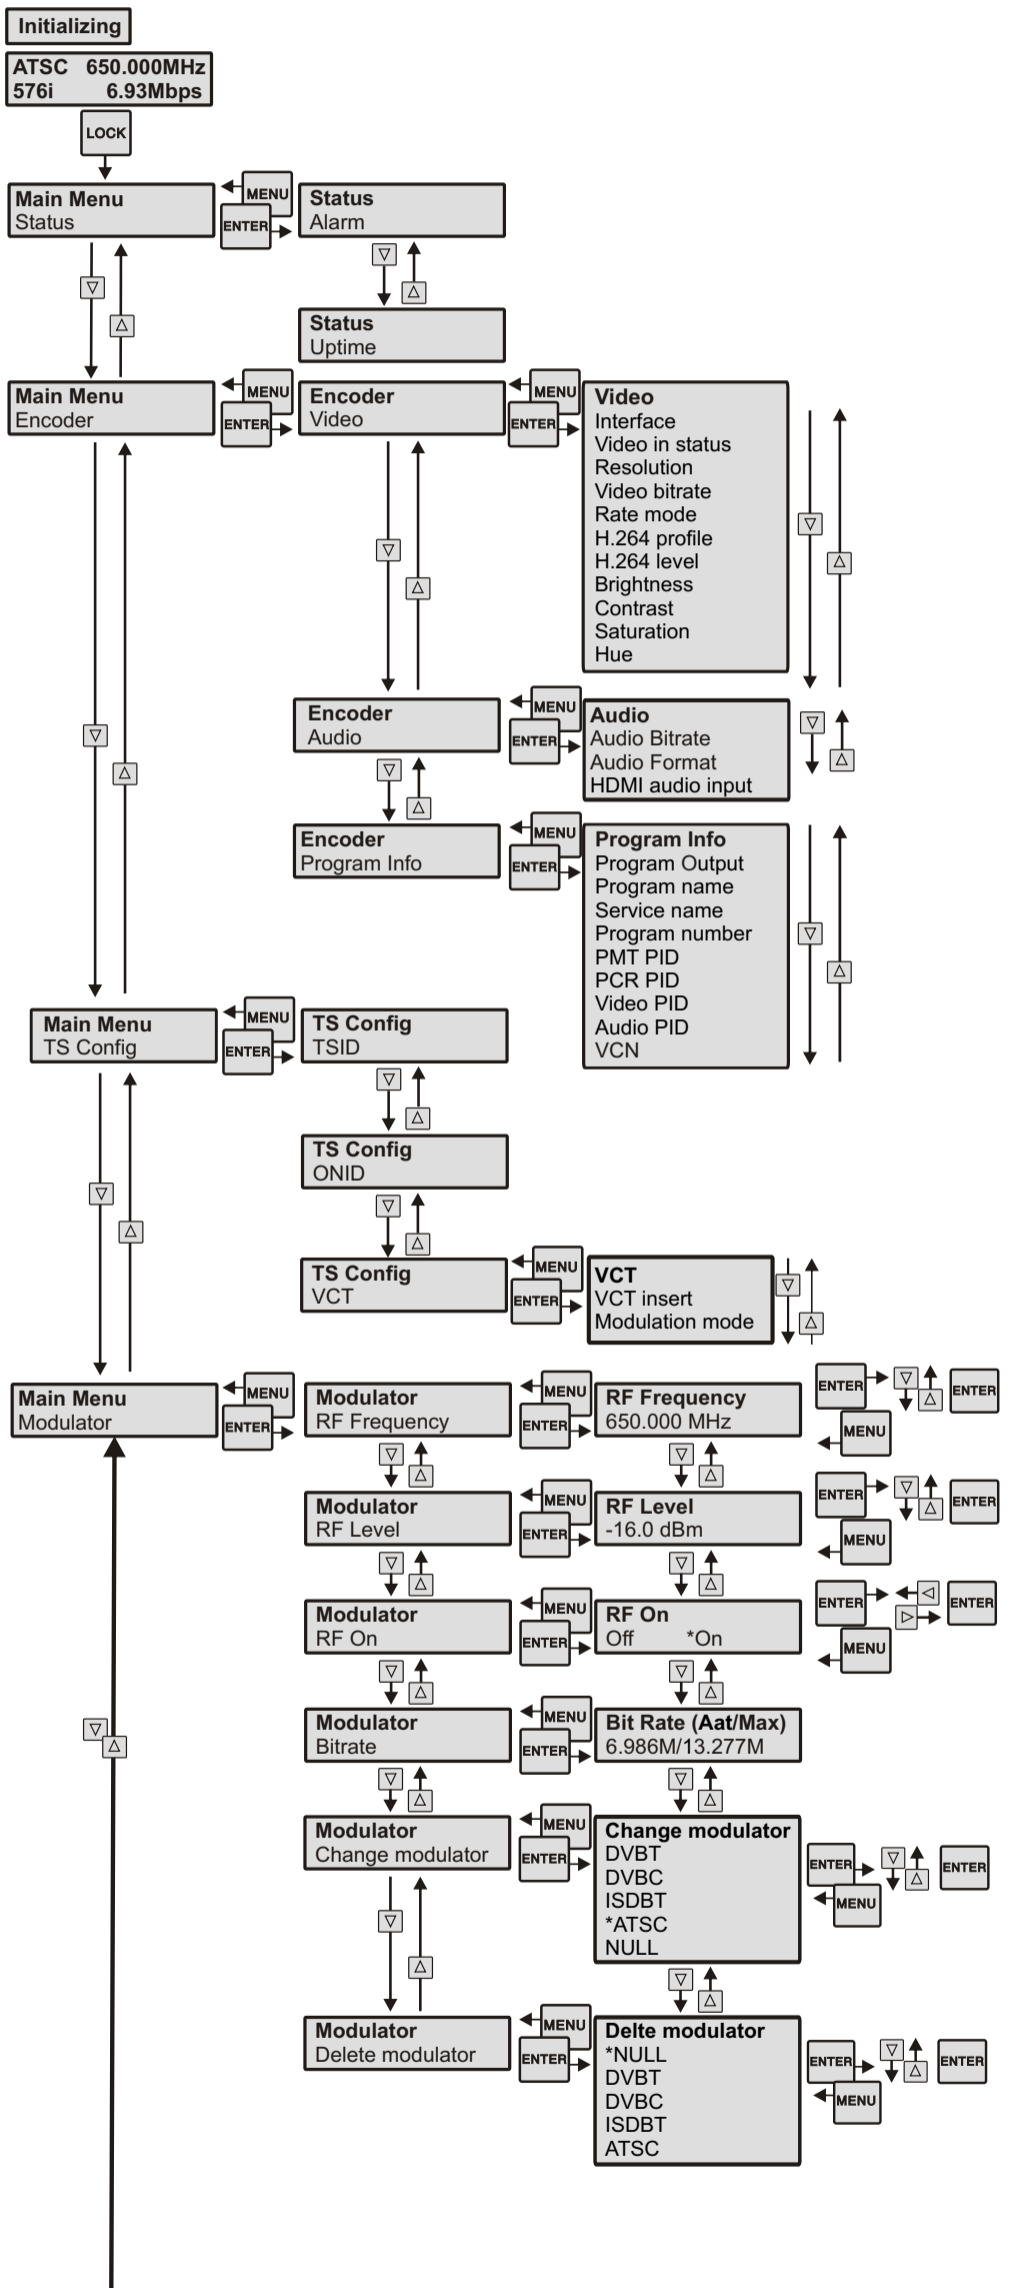 Initializing
ATSC 650.000MHz
576i 6.93Mbps
LOCK
Main Menu
Status
MENU
ENTER
Status
Alarm
▽
△
▽
△
Status
Uptime
Main Menu
Encoder
MENU
ENTER
Encoder
Video
MENU
ENTER
Video
Interface
Video in status
Resolution
Video bitrate
Rate mode
H.264 profile
H.264 level
Brightness
Contrast
Saturation
Hue
▽
△
▽
△
▽
△
Encoder
Audio
MENU
ENTER
Audio
Audio Bitrate
Audio Format
HDMI audio input
▽
△
▽
△
Encoder
Program Info
MENU
ENTER
Program Info
Program Output
Program name
Service name
Program number
PMT PID
PCR PID
Video PID
Audio PID
VCN
▽
△
Main Menu
TS Config
MENU
ENTER
TS Config
TSID
▽
△
TS Config
ONID
▽
△
▽
△
TS Config
VCT
MENU
ENTER
VCT
VCT insert
Modulation mode
▽
△
Main Menu
Modulator
MENU
ENTER
Modulator
RF Frequency
MENU
ENTER
RF Frequency
650.000 MHz
ENTER
MENU
▽
△
ENTER
▽
△
▽
△
Modulator
RF Level
MENU
ENTER
RF Level
-16.0 dBm
ENTER
MENU
▽
△
ENTER
▽
△
▽
△
Modulator
RF On
MENU
ENTER
RF On
Off *On
ENTER
MENU
◁
▷
ENTER
▽
△
▽
△
Modulator
Bitrate
MENU
ENTER
Bit Rate (Aat/Max)
6.986M/13.277M
▽
△
▽
△
▽
△
Modulator
Change modulator
MENU
ENTER
Change modulator
DVBT
DVBC
ISDBT
*ATSC
NULL
ENTER
MENU
▽
△
ENTER
▽
△
▽
△
Modulator
Delete modulator
MENU
ENTER
Delte modulator
*NULL
DVBT
DVBC
ISDBT
ATSC
ENTER
MENU
▽
△
ENTER